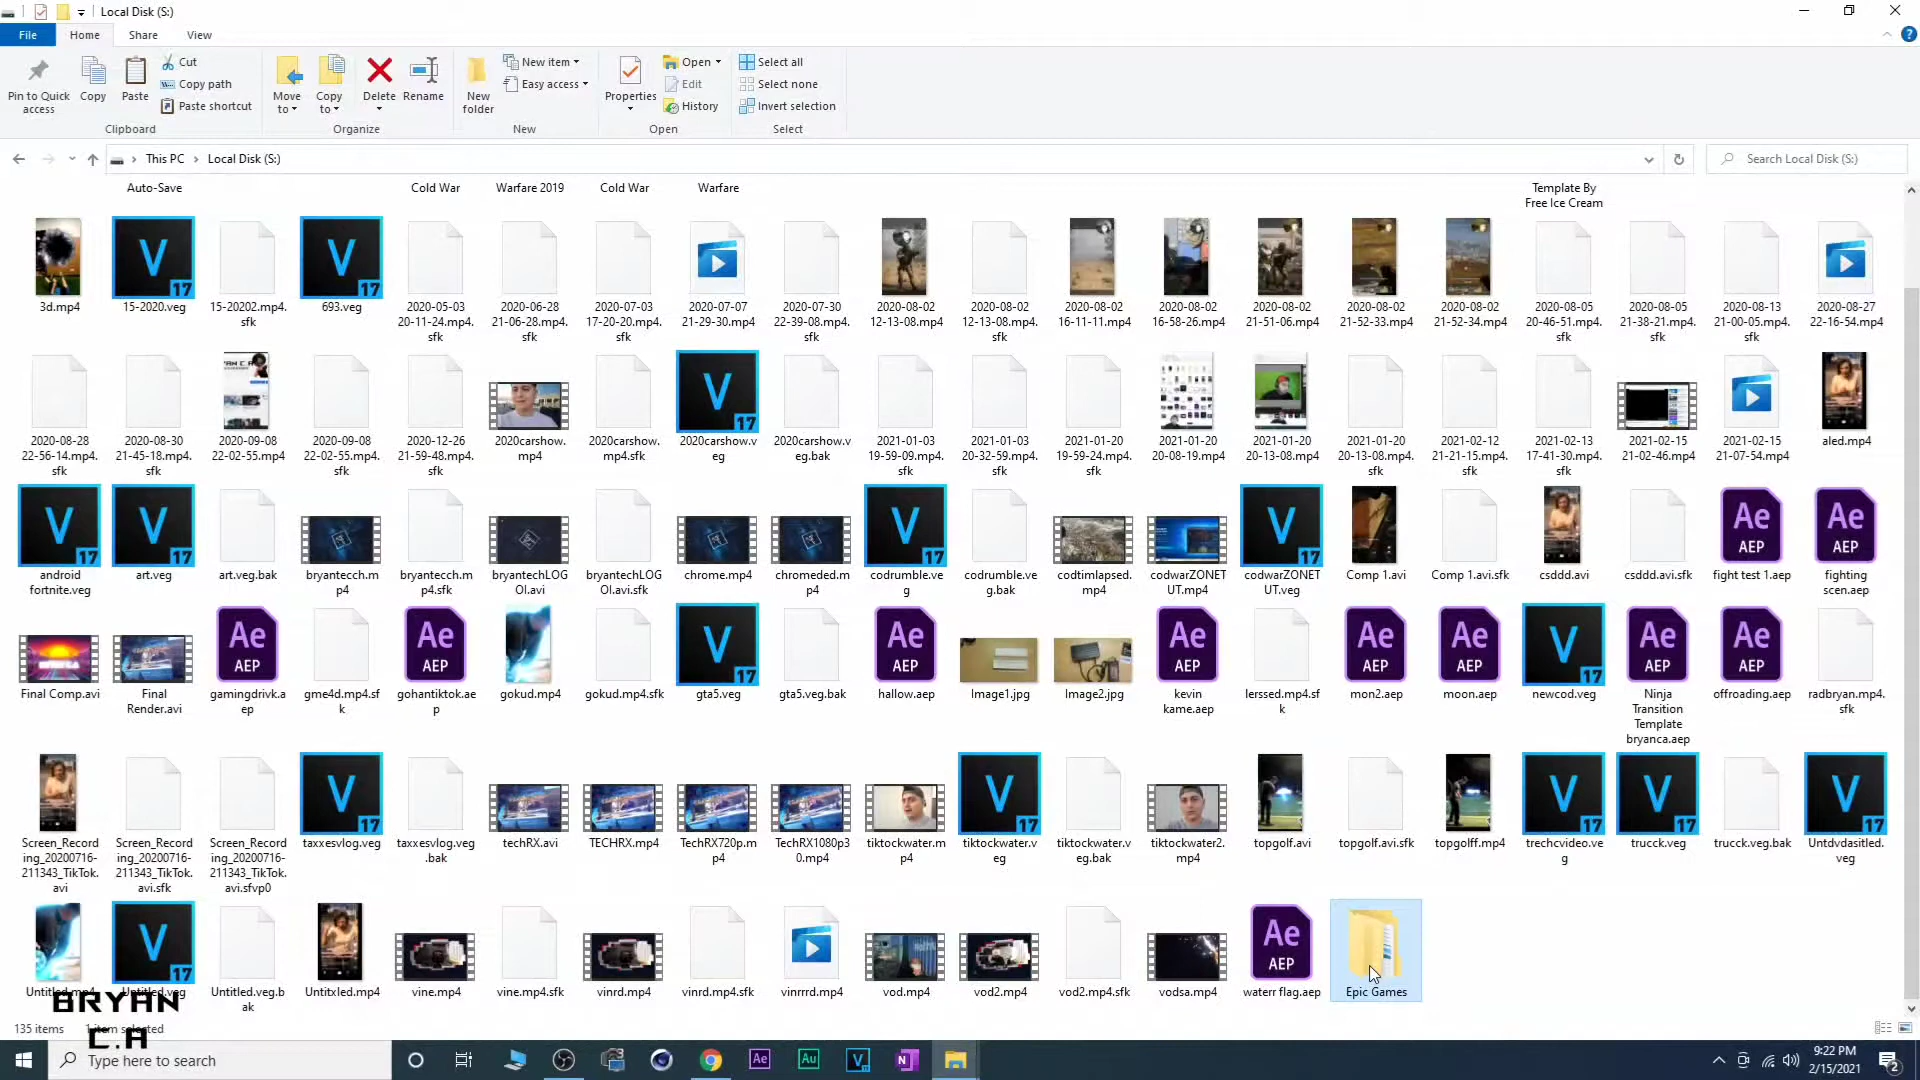 Local Disk (S:)
File Home Share View
Pin to Quick
access
Copy
Paste
Cut
Copy path
Paste shortcut
Clipboard
Move
to
Copy
to
Delete
Rename
Organize
New
folder
New item
Easy access
New
Properties
Open
Edit
History
Open
Select all
Select none
Invert selection
Select
This PC Local Disk (S:)
Search Local Disk (S:)
Auto-Save
Cold War
Warfare 2019
Cold War
Warfare
Template By
Free Ice Cream
3d.mp4
15-2020.veg
15-20202.mp4.
sfk
693.veg
2020-05-03
20-11-24.mp4.
sfk
2020-06-28
21-06-28.mp4.
sfk
2020-07-03
17-20-20.mp4.
sfk
2020-07-07
21-29-30.mp4
2020-07-30
22-39-08.mp4.
sfk
2020-08-02
12-13-08.mp4
2020-08-02
12-13-08.mp4.
sfk
2020-08-02
16-11-11.mp4
2020-08-02
16-58-26.mp4
2020-08-02
21-51-06.mp4
2020-08-02
21-52-33.mp4
2020-08-02
21-52-34.mp4
2020-08-05
20-46-51.mp4.
sfk
2020-08-05
21-38-21.mp4.
sfk
2020-08-13
21-00-05.mp4.
sfk
2020-08-27
22-16-54.mp4
2020-08-28
22-56-14.mp4.
sfk
2020-08-30
21-45-18.mp4.
sfk
2020-09-08
22-02-55.mp4
2020-09-08
22-02-55.mp4.
sfk
2020-12-26
21-59-48.mp4.
sfk
2020carshow.
mp4
2020carshow.
mp4.sfk
2020carshow.v
eg
2020carshow.v
eg.bak
2021-01-03
19-59-09.mp4.
sfk
2021-01-03
20-32-59.mp4.
sfk
2021-01-20
19-59-24.mp4.
sfk
2021-01-20
20-08-19.mp4
2021-01-20
20-13-08.mp4
2021-01-20
20-13-08.mp4.
sfk
2021-02-12
21-21-15.mp4.
sfk
2021-02-13
17-41-30.mp4.
sfk
2021-02-15
21-02-46.mp4
2021-02-15
21-07-54.mp4
aled.mp4
android
fortnite.veg
art.veg
art.veg.bak
bryantecch.m
p4
bryantecch.m
p4.sfk
bryantechLOG
OI.avi
bryantechLOG
OI.avi.sfk
chrome.mp4
chromeded.m
p4
codrumble.ve
g
codrumble.ve
g.bak
codtimlapsed.
mp4
codwarZONET
UT.mp4
codwarZONET
UT.veg
Comp 1.avi
Comp 1.avi.sfk
csddd.avi
csddd.avi.sfk
fight test 1.aep
fighting
scen.aep
Final Comp.avi
Final
Render.avi
gamingdrivk.a
ep
gme4d.mp4.sf
k
gohantiktok.ae
p
gokud.mp4
gokud.mp4.sfk
gta5.veg
gta5.veg.bak
hallow.aep
Image1.jpg
Image2.jpg
kevin
kame.aep
lerssed.mp4.sf
k
mon2.aep
moon.aep
newcod.veg
Ninja
Transition
Template
bryanca.aep
offroading.aep
radbryan.mp4.
sfk
Screen_Record
ing_20200716-
211343_TikTok.
avi
Screen_Record
ing_20200716-
211343_TikTok.
avi.sfk
Screen_Record
ing_20200716-
211343_TikTok.
avi.sfvp0
taxxesvlog.veg
taxxesvlog.veg
.bak
techRX.avi
TECHRX.mp4
TechRX720p.m
p4
TechRX1080p3
0.mp4
tiktockwater.m
p4
tiktockwater.v
eg
tiktockwater.v
eg.bak
tiktockwater2.
mp4
topgolf.avi
topgolf.avi.sfk
topgolff.mp4
trechcvideo.ve
g
trucck.veg
trucck.veg.bak
Untdvdasitled.
veg
Untitled.mp4
Untitled.veg
Untitled.veg.b
ak
Untitxled.mp4
vine.mp4
vine.mp4.sfk
vinrd.mp4
vinrd.mp4.sfk
vinrrrd.mp4
vod.mp4
vod2.mp4
vod2.mp4.sfk
vodsa.mp4
waterr flag.aep
Epic Games
BRYAN
C.A
135 items 1 item selected
Type here to search
9:22 PM
2/15/2021
2